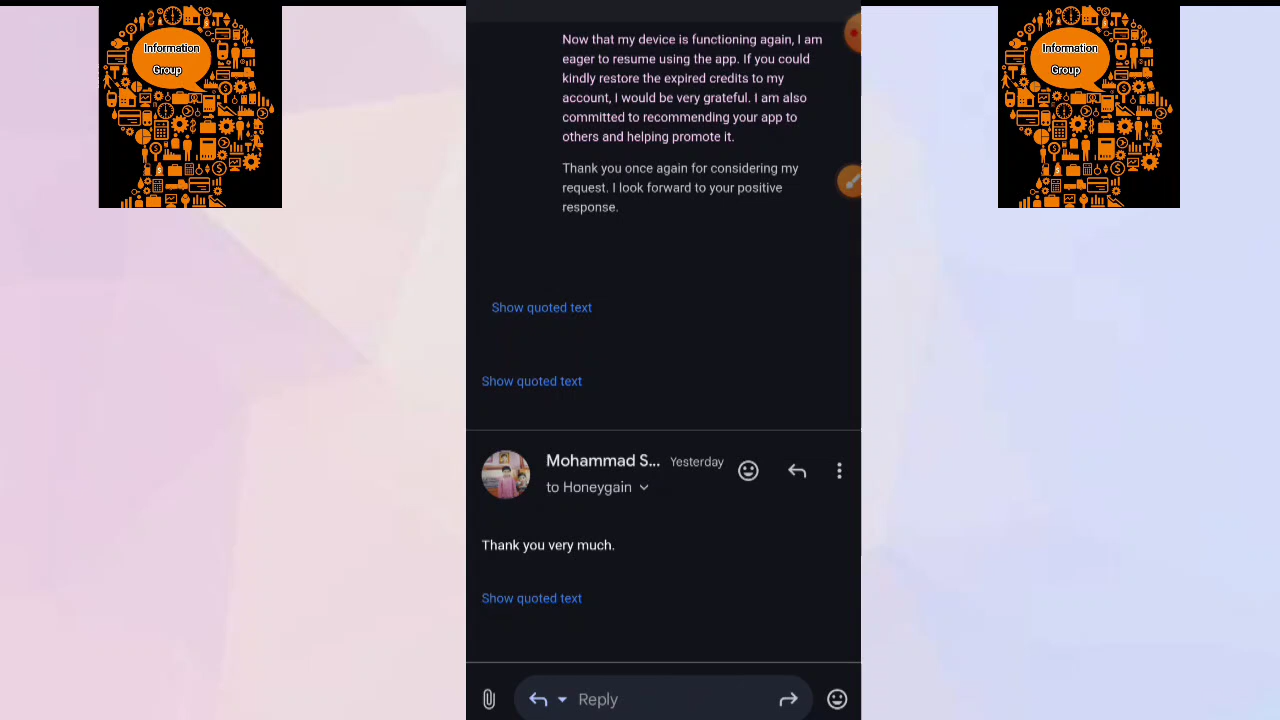 Information
Group
Now that my device is functioning again, I am
eager to resume using the app. If you could
kindly restore the expired credits to my
account, I would be very grateful. I am also
committed to recommending your app to
others and helping promote it.
Thank you once again for considering my
request. I look forward to your positive
response.
Show quoted text
Show quoted text
Mohammad S... Yesterday
to Honeygain
Thank you very much.
Show quoted text
Reply
Information
Group